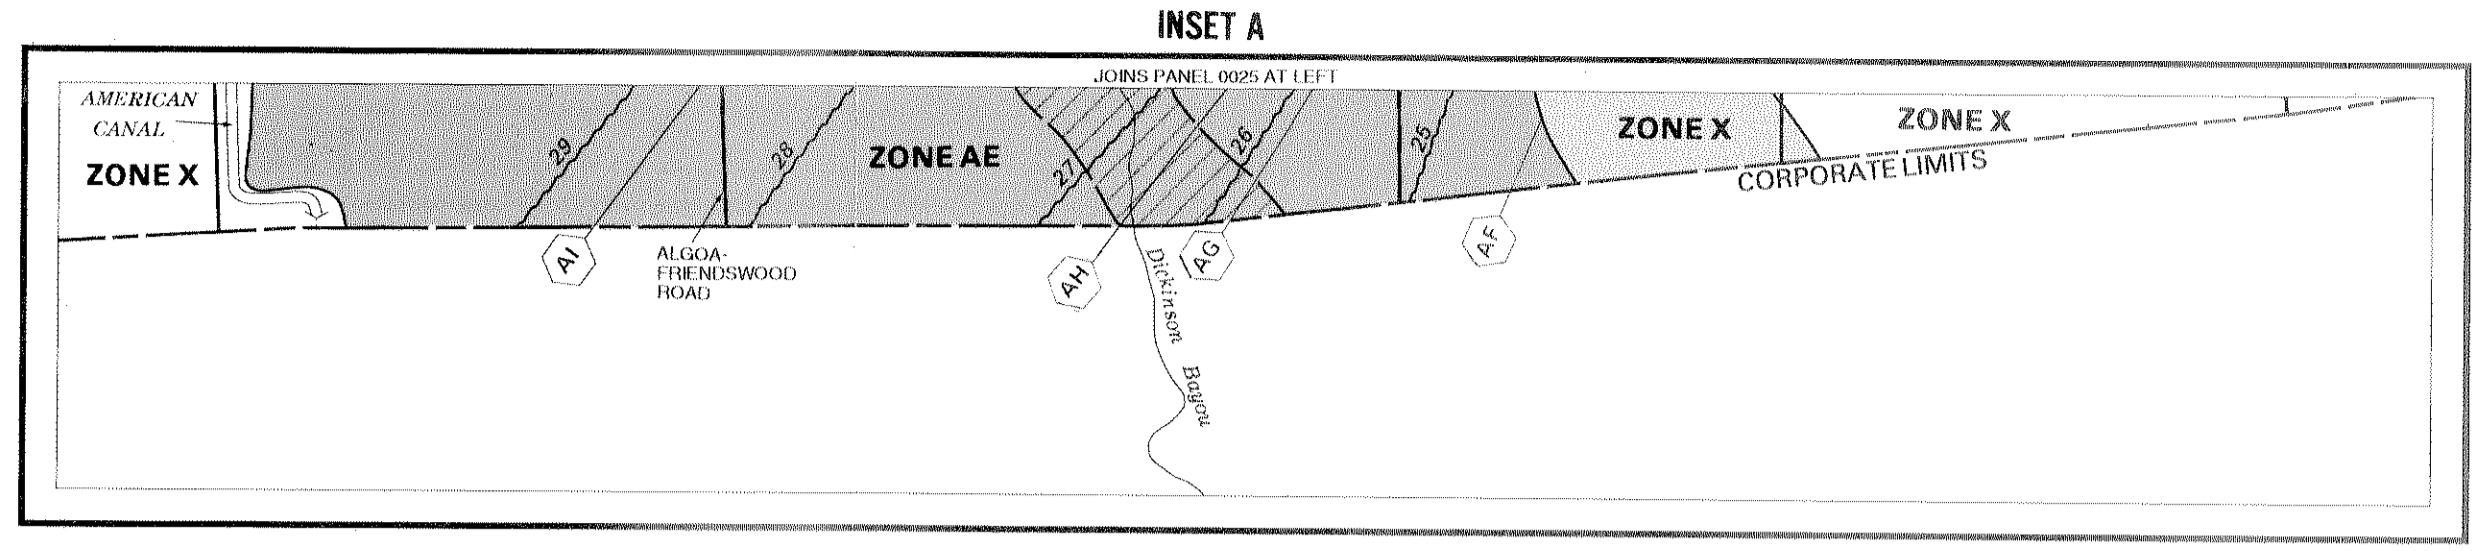 INSET A
JOINS PANEL 0025 AT LEFT
AMERICAN
CANAL
ZONE X
29
28
ZONE AE
27
26
25
ZONE X
ZONE X
CORPORATE LIMITS
AI
ALGOA-
FRIENDSWOOD
ROAD
AH
AG
AF
Dickinson
Bayou